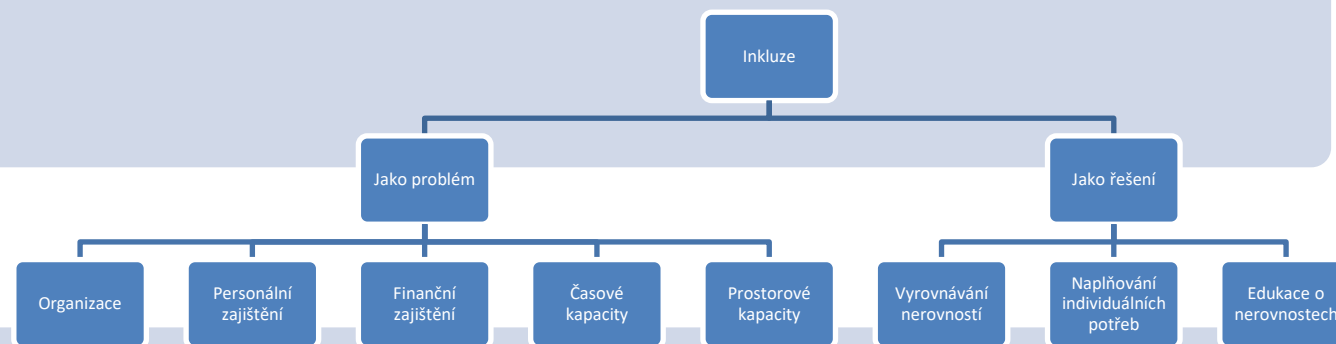 Inkluze
Jako problém
Jako řešení
Organizace
Personální
zajištění
Finanční
zajištění
Časové
kapacity
Prostorové
kapacity
Vyrovnávání
nerovností
Naplňování
individuálních
potřeb
Edukace o
nerovnostech